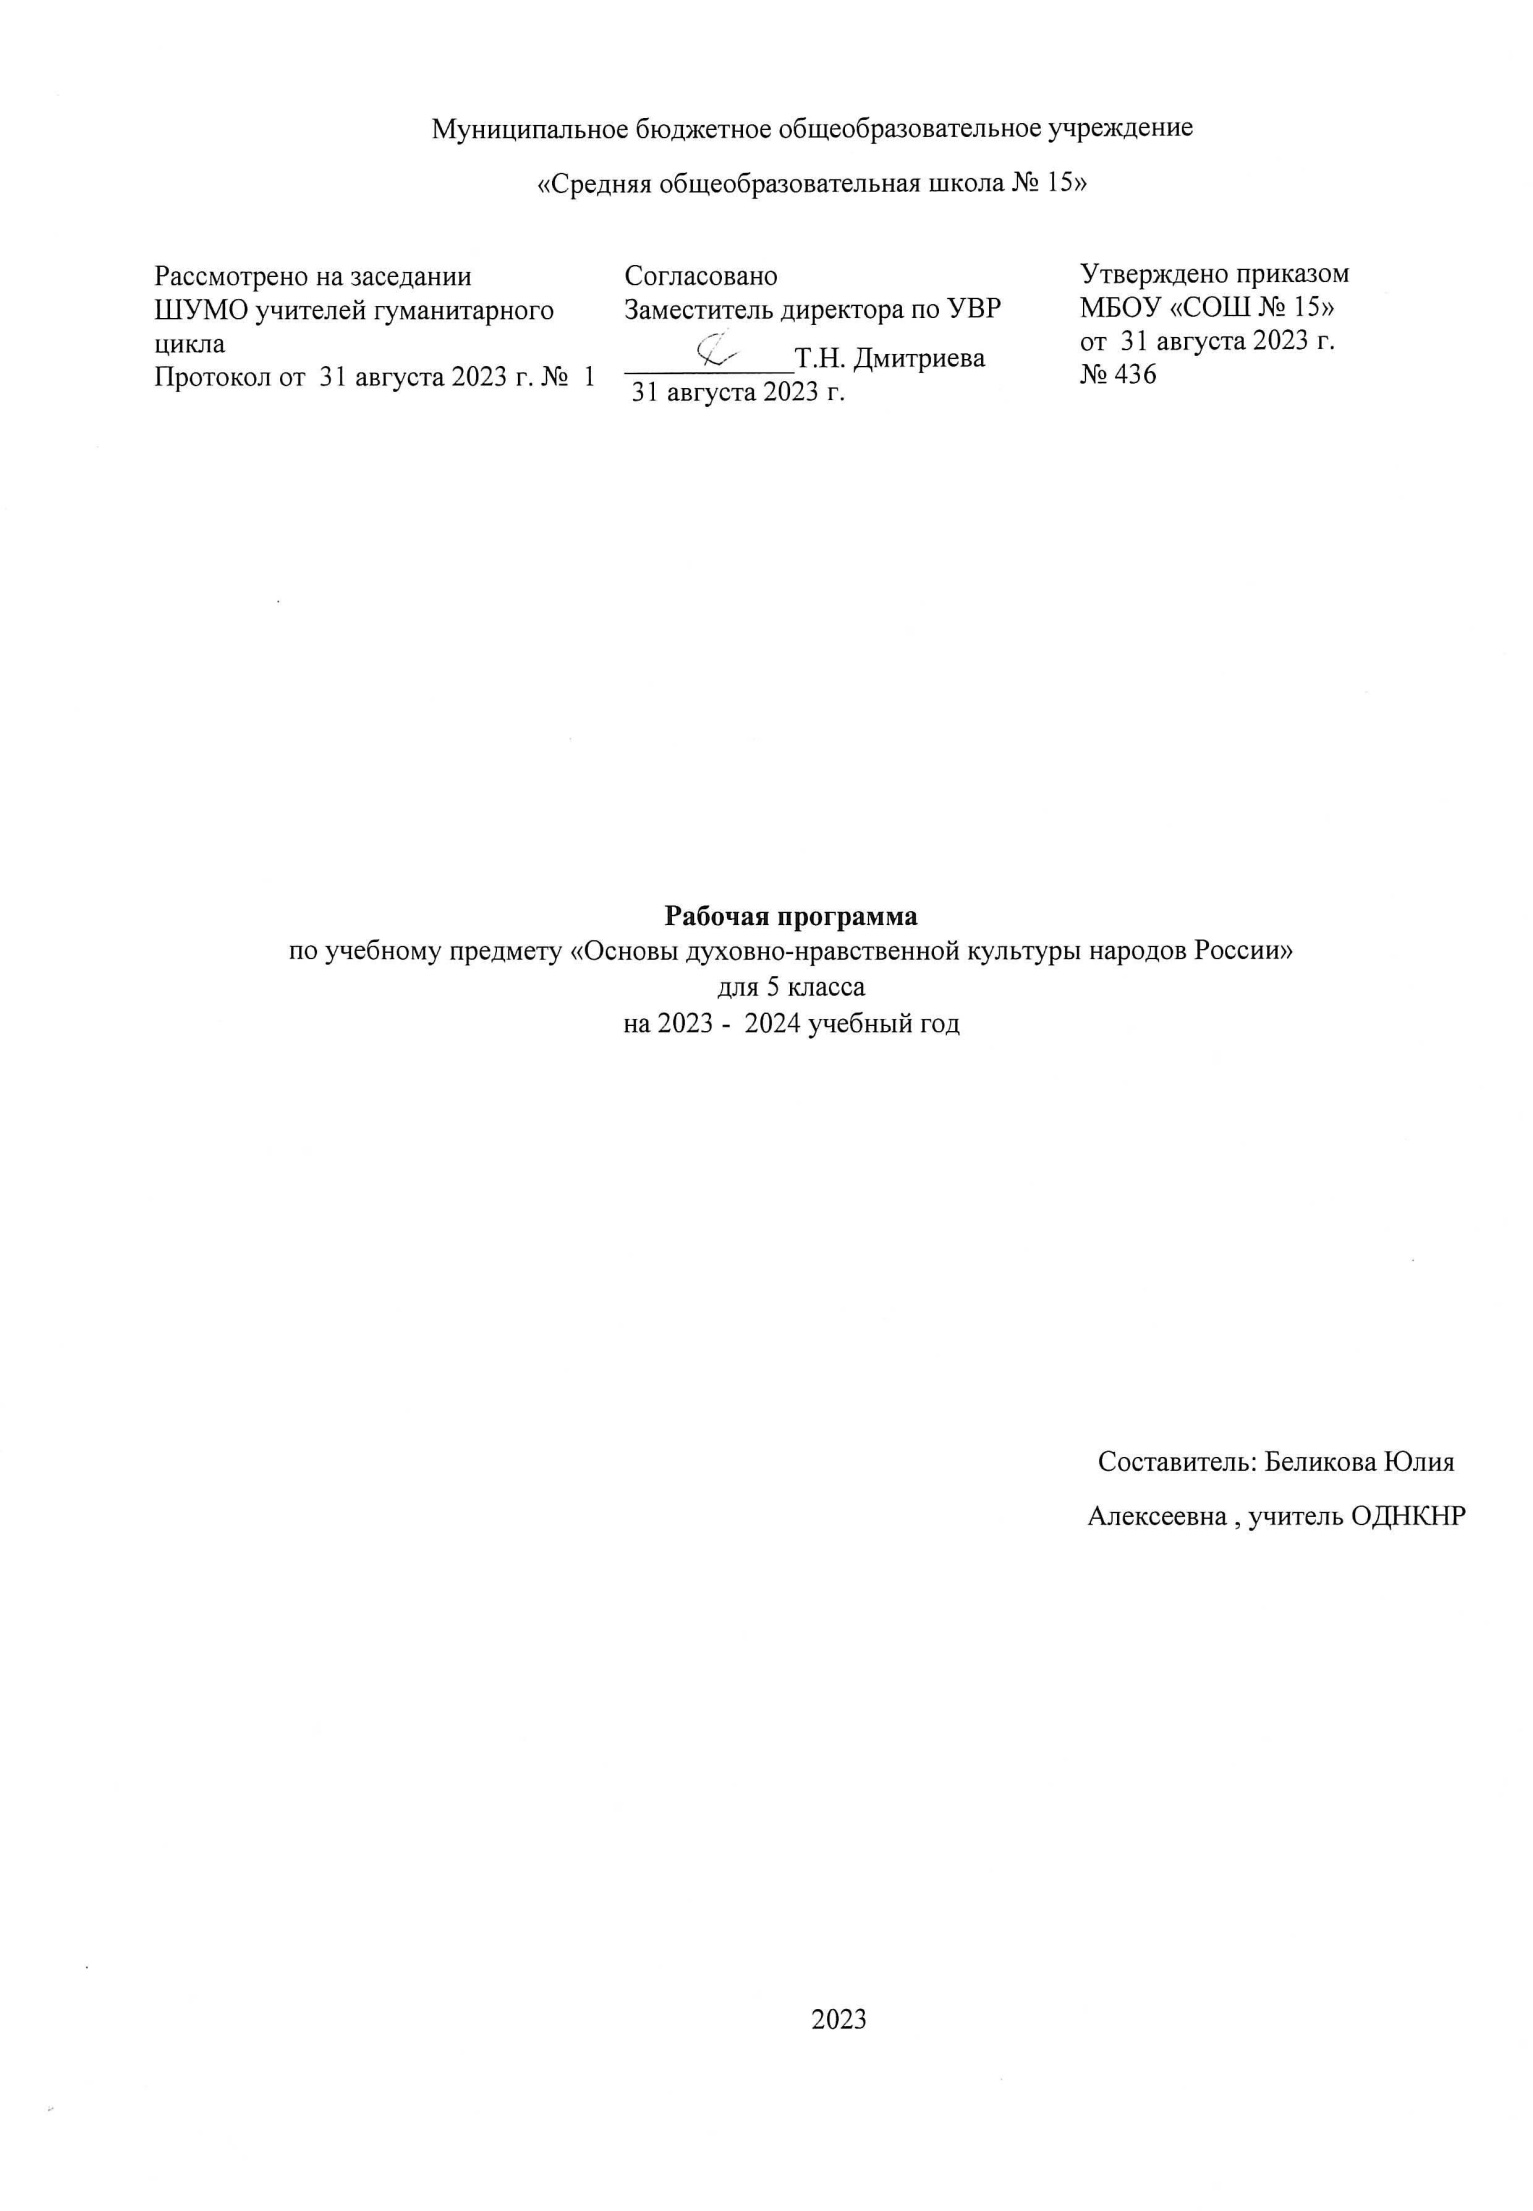 Муниципальное бюджетное общеобразовательное учреждение
«Средняя общеобразовательная школа № 15»
Рассмотрено на заседании
ШУМО учителей гуманитарного
цикла
Протокол от 31 августа 2023 г. № 1
Согласовано
Заместитель директора по УВР
____________Т.Н. Дмитриева
31 августа 2023 г.
Утверждено приказом
МБОУ «СОШ № 15»
от 31 августа 2023 г.
№ 436
Рабочая программа
по учебному предмету «Основы духовно-нравственной культуры народов России»
для 5 класса
на 2023 - 2024 учебный год
Составитель: Беликова Юлия
Алексеевна , учитель ОДНКНР
2023